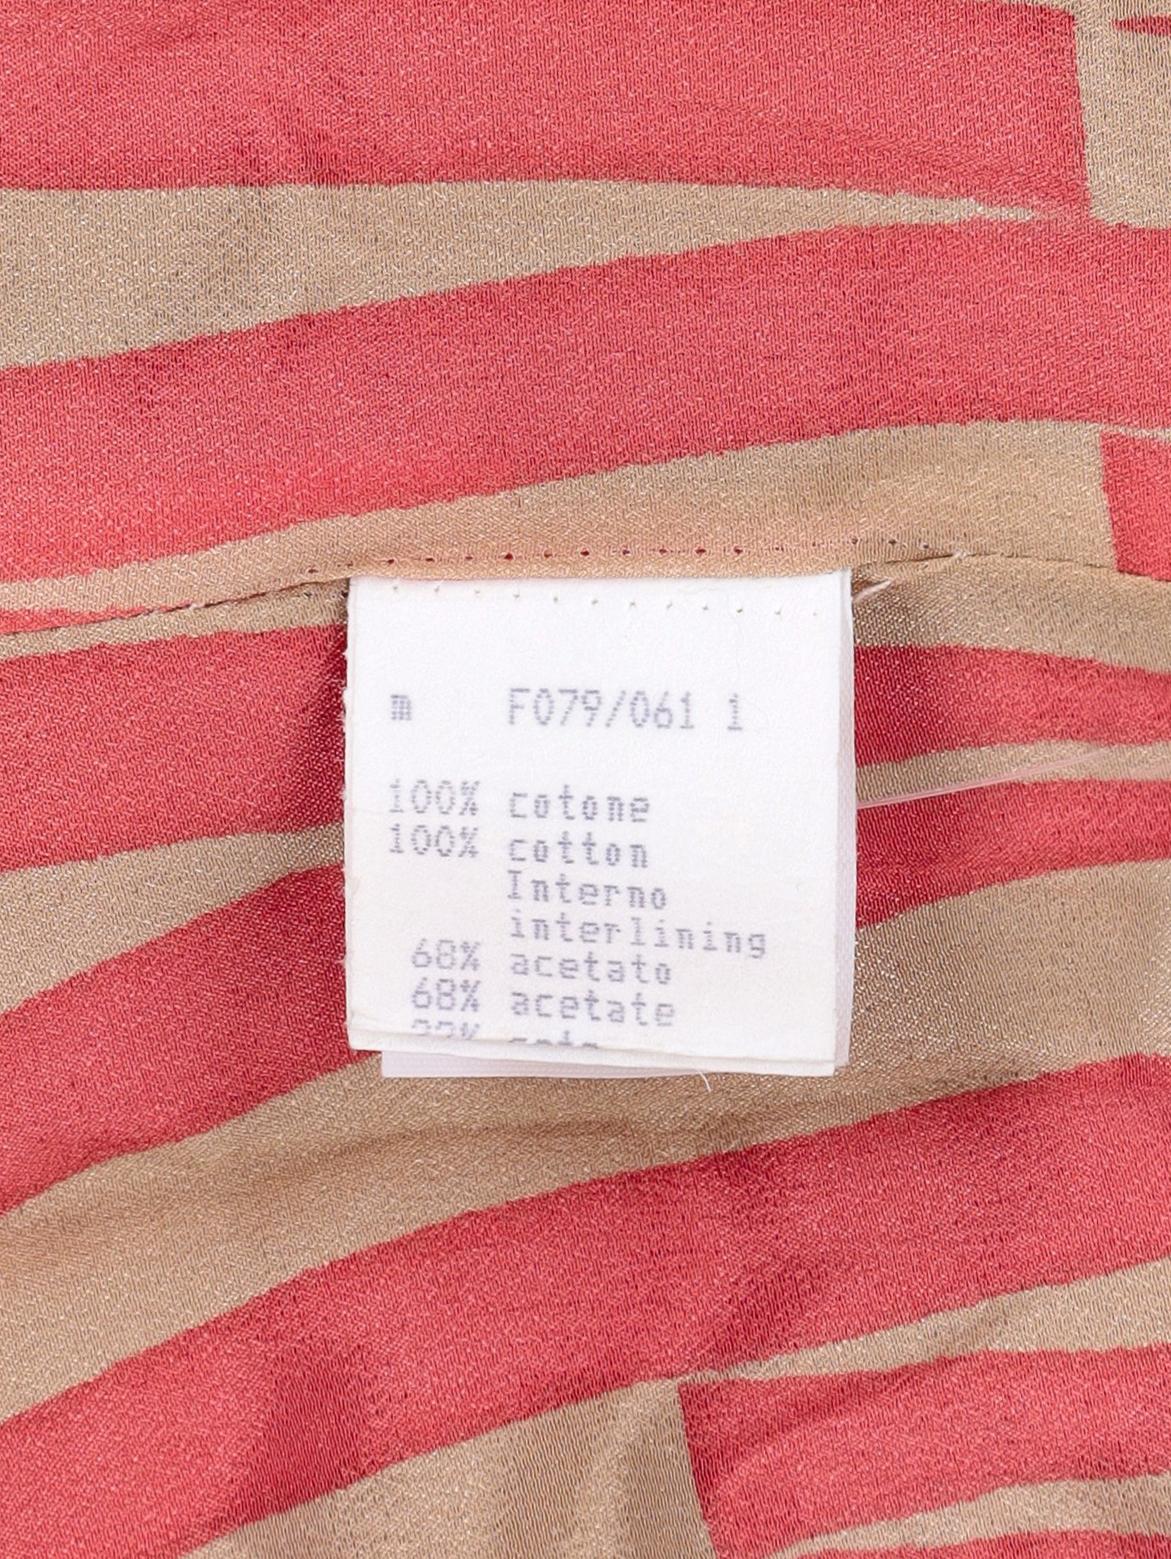 m F079/061 1
100% cotone
100% cotton
Interno
interlining
68% acetato
68% acetate